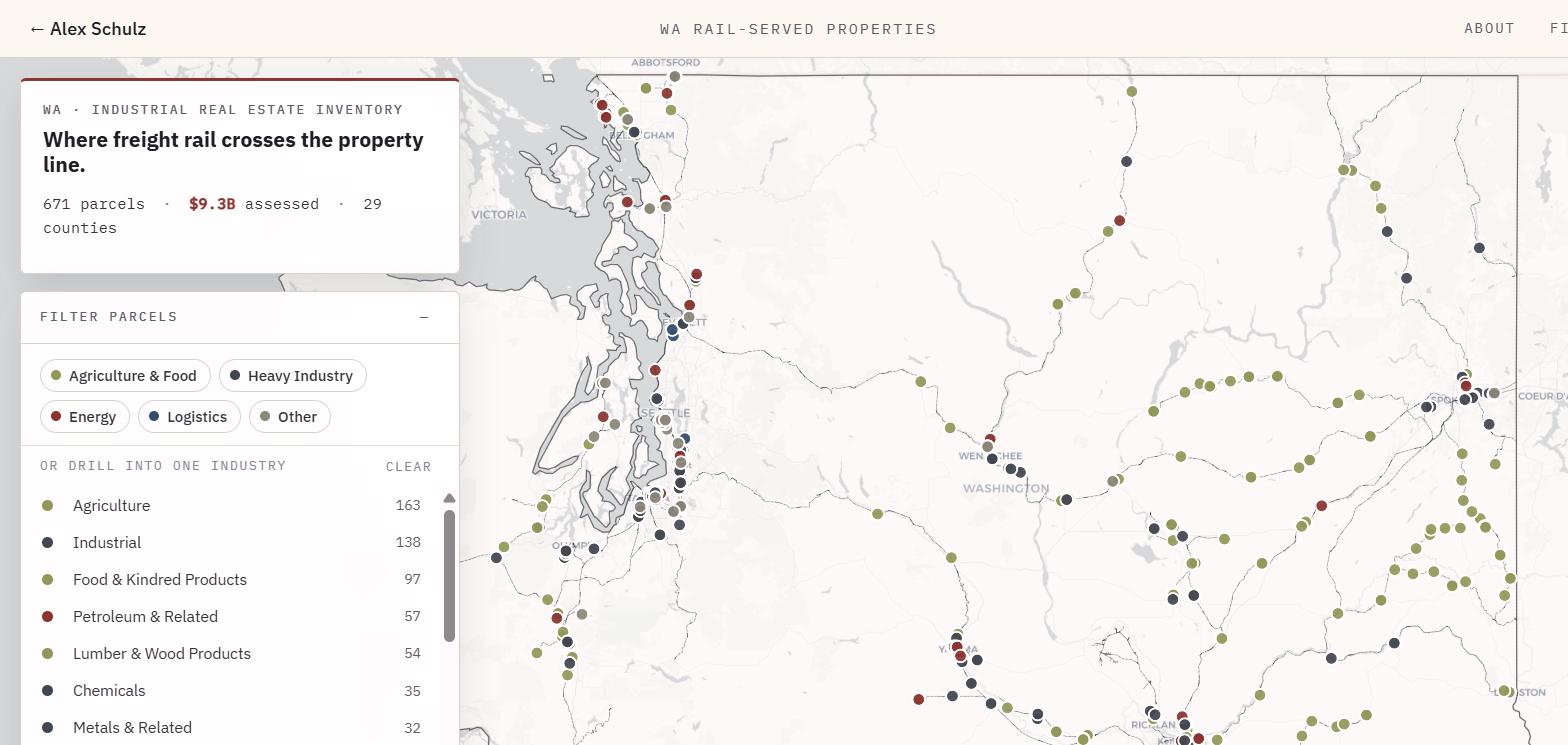 ← Alex Schulz
WA RAIL-SERVED PROPERTIES
ABOUT
FI
WA · INDUSTRIAL REAL ESTATE INVENTORY
Where freight rail crosses the property
line.
671 parcels · $9.3B assessed · 29
counties
FILTER PARCELS
–
Agriculture & Food
Heavy Industry
Energy
Logistics
Other
OR DRILL INTO ONE INDUSTRY
CLEAR
Agriculture 163
Industrial 138
Food & Kindred Products 97
Petroleum & Related 57
Lumber & Wood Products 54
Chemicals 35
Metals & Related 32
ABBOTSFORD
VICTORIA
WASHINGTON
COEUR D'A